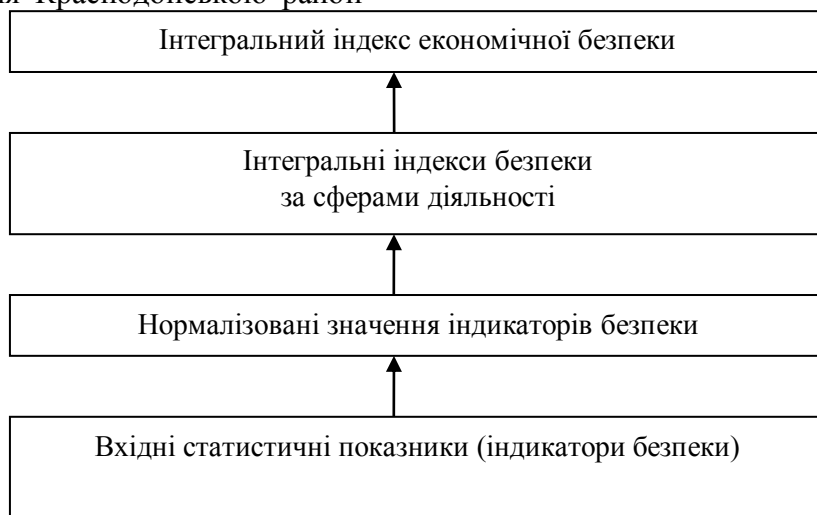 Краснодонською
Інтегральний індекс економічної безпеки
Інтегральні індекси безпеки
за сферами діяльності
Нормалізовані значення індикаторів безпеки
Вхідні статистичні показники (індикатори безпеки)